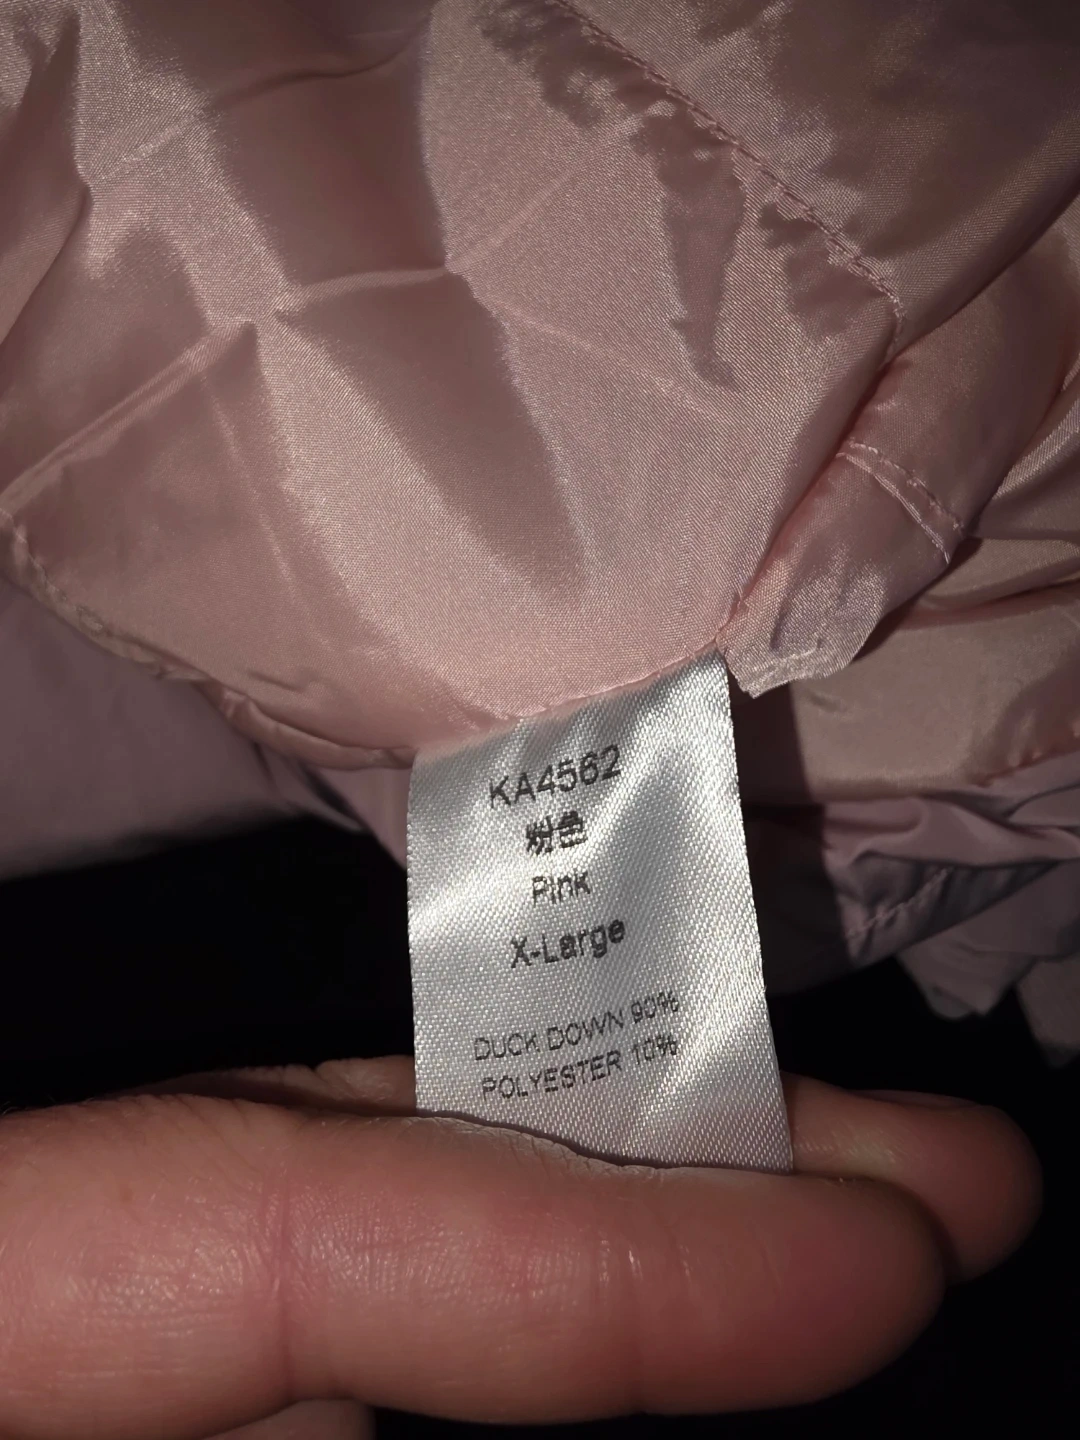 KA4562
粉色
Pink
X-Large
DUCK DOWN 90%
POLYESTER 10%